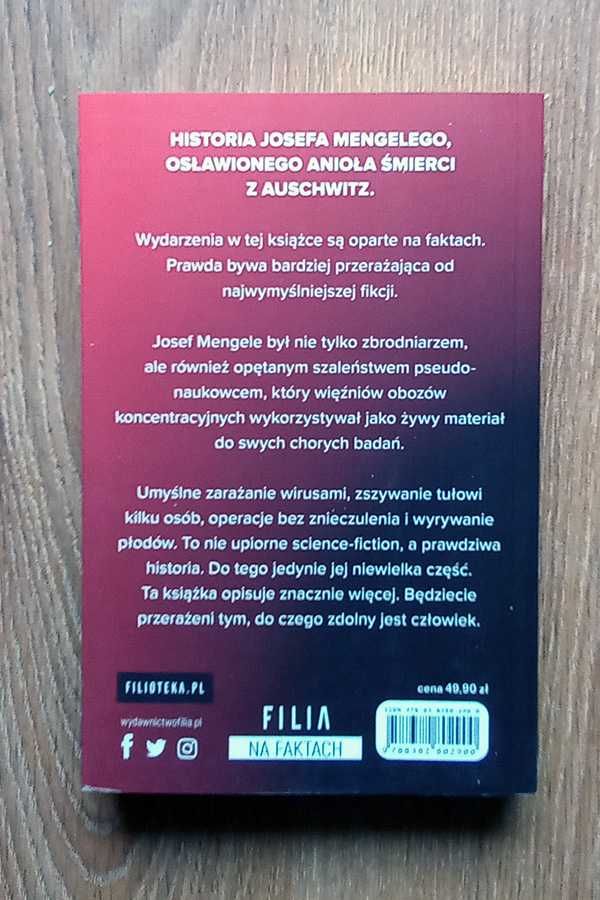 HISTORIA JOSEFA MENGELEGO,
OSŁAWIONEGO ANIOŁA ŚMIERCI
Z AUSCHWITZ.
Wydarzenia w tej książce są oparte na faktach.
Prawda bywa bardziej przerażająca od
najwymyślniejszej fikcji.
Josef Mengele był nie tylko zbrodniarzem,
ale również opętanym szaleństwem pseudo-
naukowcem, który więźniów obozów
koncentracyjnych wykorzystywał jako żywy materiał
do swych chorych badań.
Umyślne zarażanie wirusami, zszywanie tułowi
kilku osób, operacje bez znieczulenia i wyrywanie
płodów. To nie upiorne science-fiction, a prawdziwa
historia. Do tego jedynie jej niewielka część.
Ta książka opisuje znacznie więcej. Będziecie
przerażeni tym, do czego zdolny jest człowiek.
FILIOTEKA.PL
cena 49,90 zł
wydawnictwofilia.pl
FILIA
NA FAKTACH